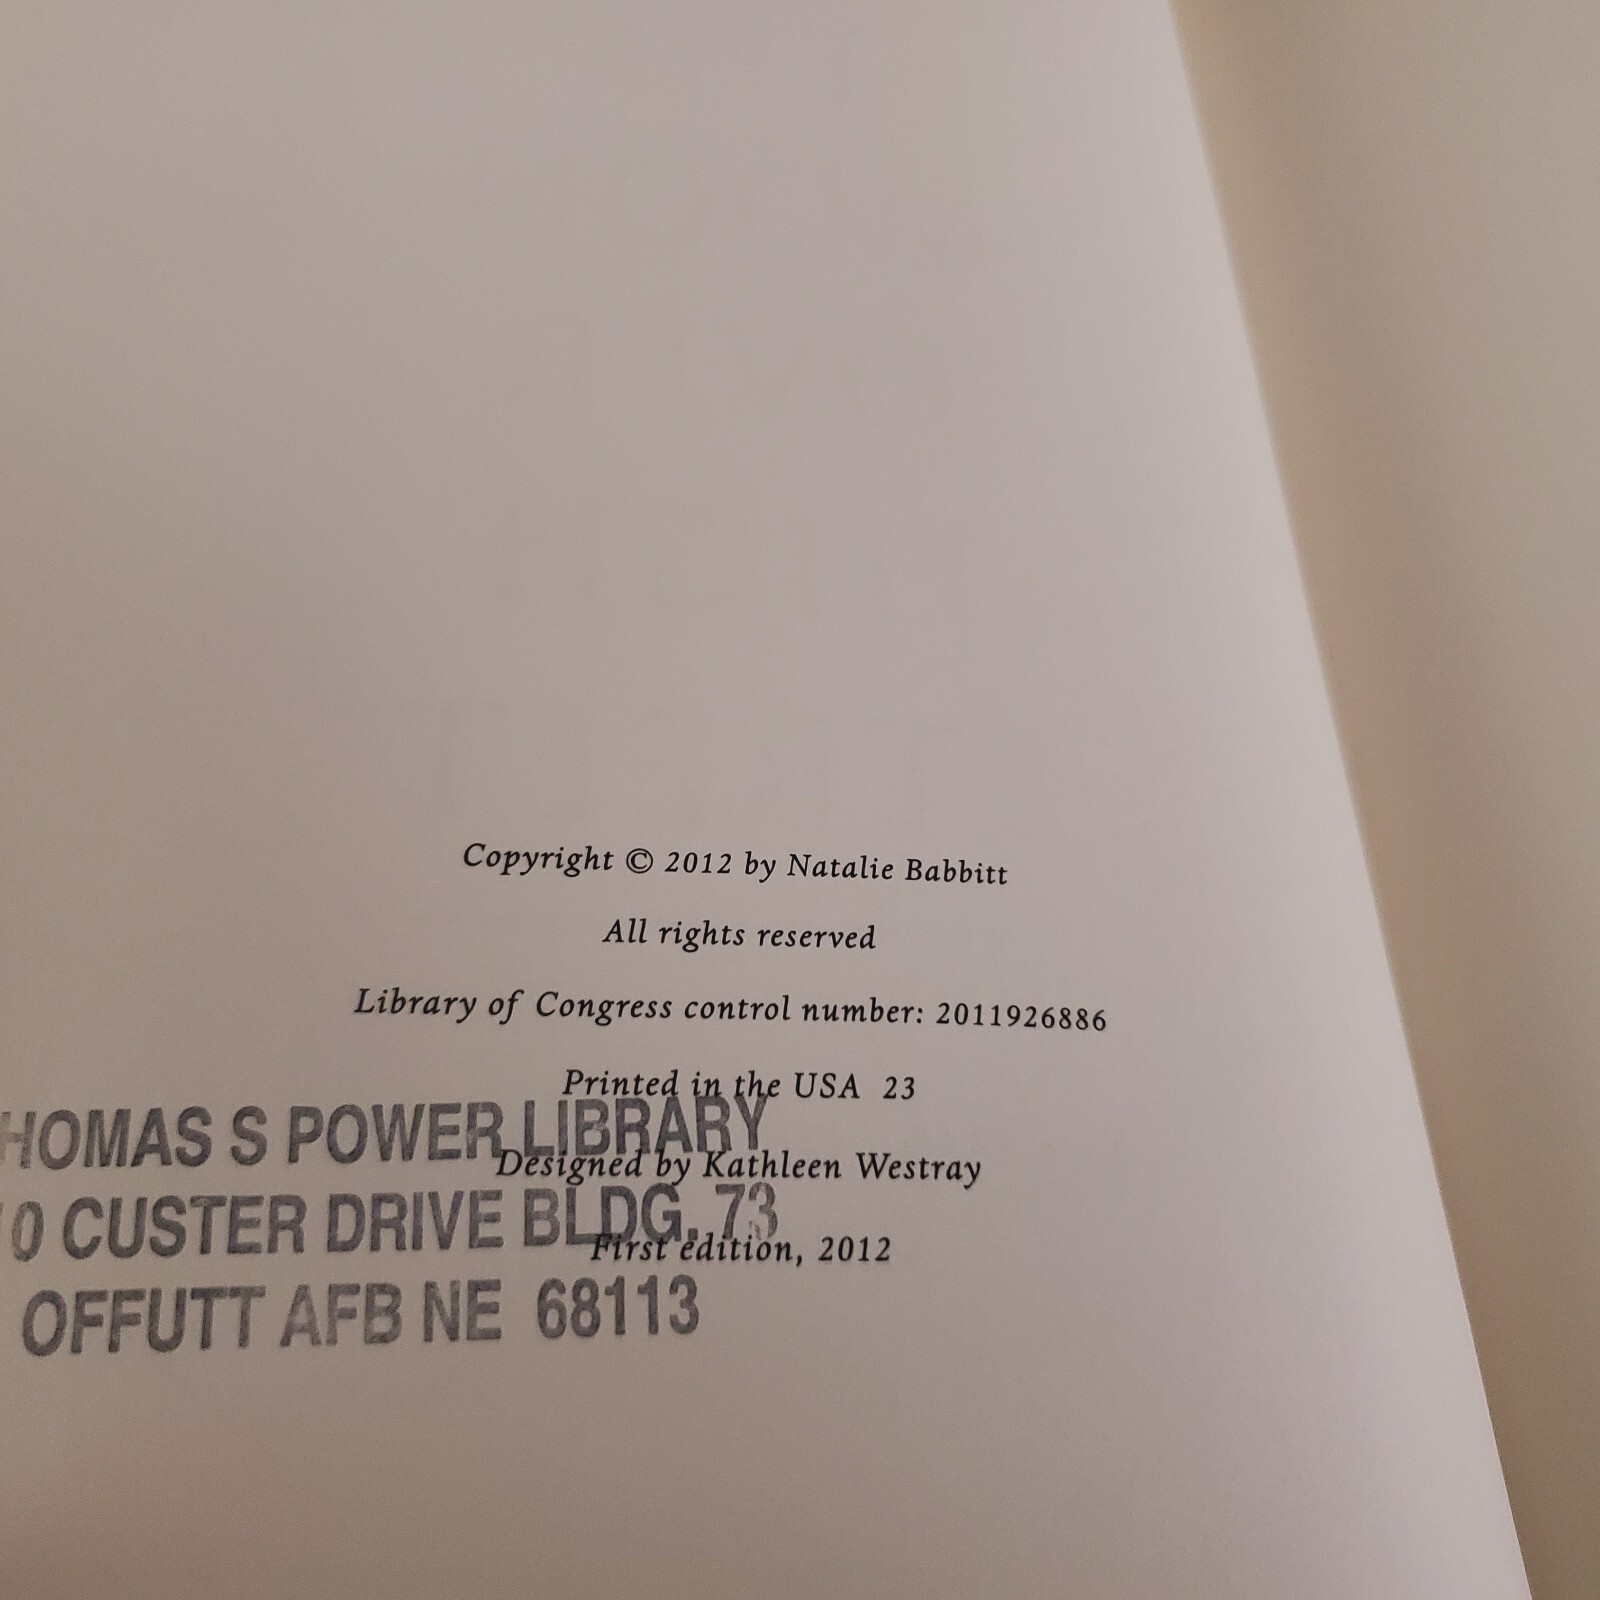 Copyright © 2012 by Natalie Babbitt
All rights reserved
Library of Congress control number: 2011926886
Printed in the USA 23
HOMAS S POWER LIBRARY
Designed by Kathleen Westray
0 CUSTER DRIVE BLDG. 73
First edition, 2012
OFFUTT AFB NE 68113